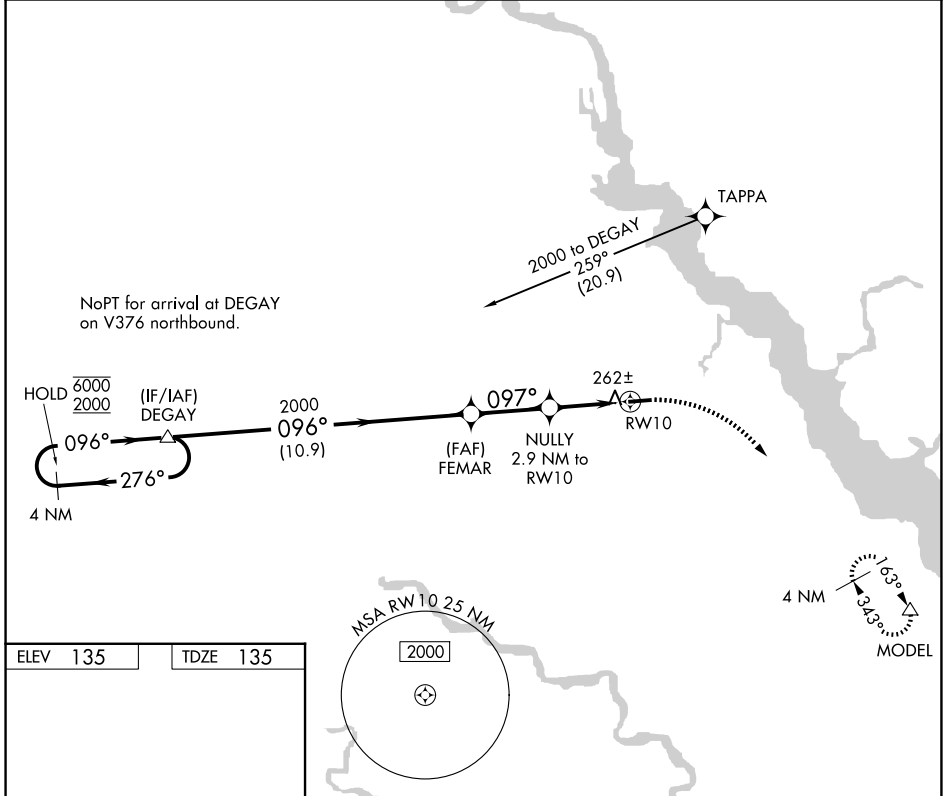 TAPPA
2000 to DEGAY
259°
(20.9)
NoPT for arrival at DEGAY
on V376 northbound.
HOLD 6000
2000
(IF/IAF)
DEGAY
096°
276°
4 NM
2000
096°
(10.9)
(FAF)
FEMAR
097°
NULLY
2.9 NM to
RW10
262±
RW10
4 NM
163°
343°
MODEL
MSA RW10 25 NM
2000
ELEV 135
TDZE 135